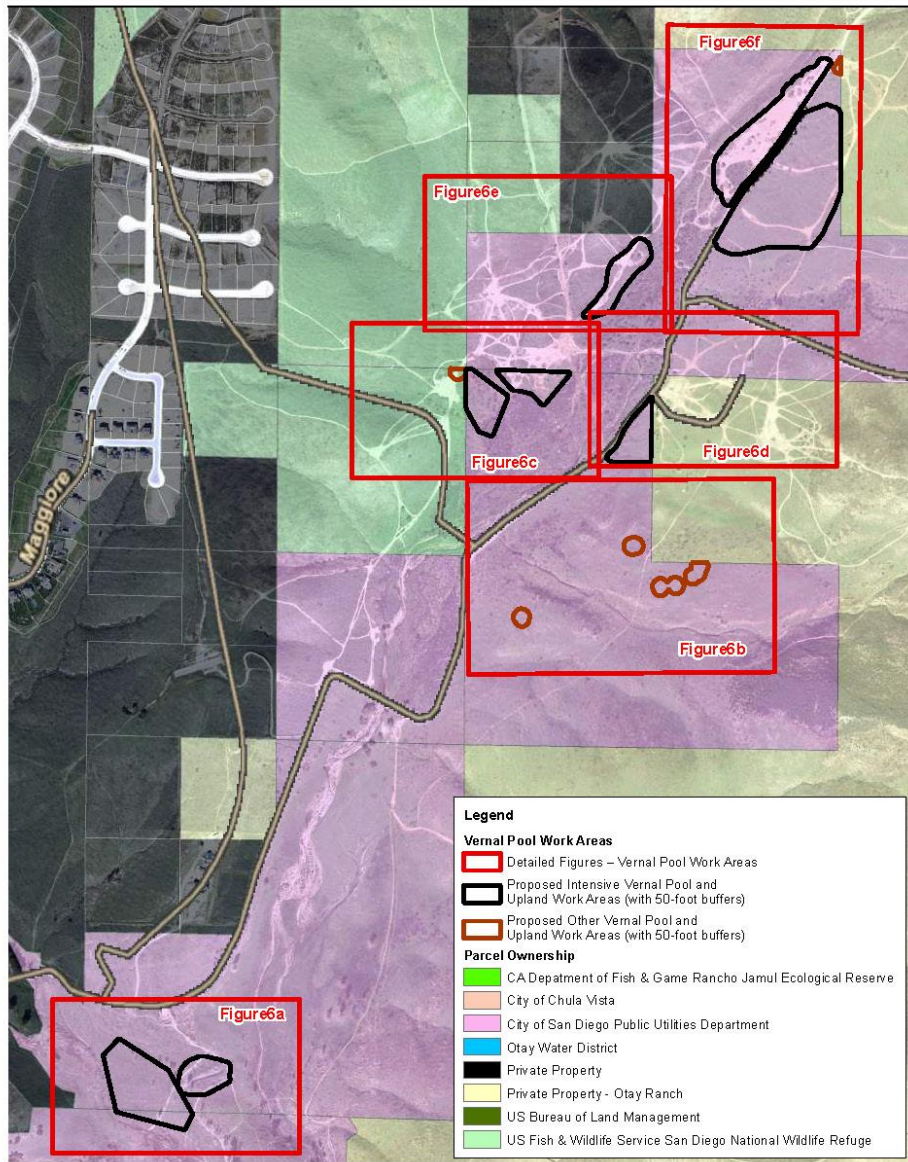 Figure6f
Figure6e
Figure6c
Figure6d
Magglore
Figure6b
Figure6a
Legend
Vernal Pool Work Areas
Detailed Figures – Vernal Pool Work Areas
Proposed Intensive Vernal Pool and
Upland Work Areas (with 50-foot buffers)
Proposed Other Vernal Pool and
Upland Work Areas (with 50-foot buffers)
Parcel Ownership
CA Depatment of Fish & Game Rancho Jamul Ecological Reserve
City of Chula Vista
City of San Diego Public Utilities Department
Otay Water District
Private Property
Private Property - Otay Ranch
US Bureau of Land Management
US Fish & Wildlife Service San Diego National Wildlife Refuge